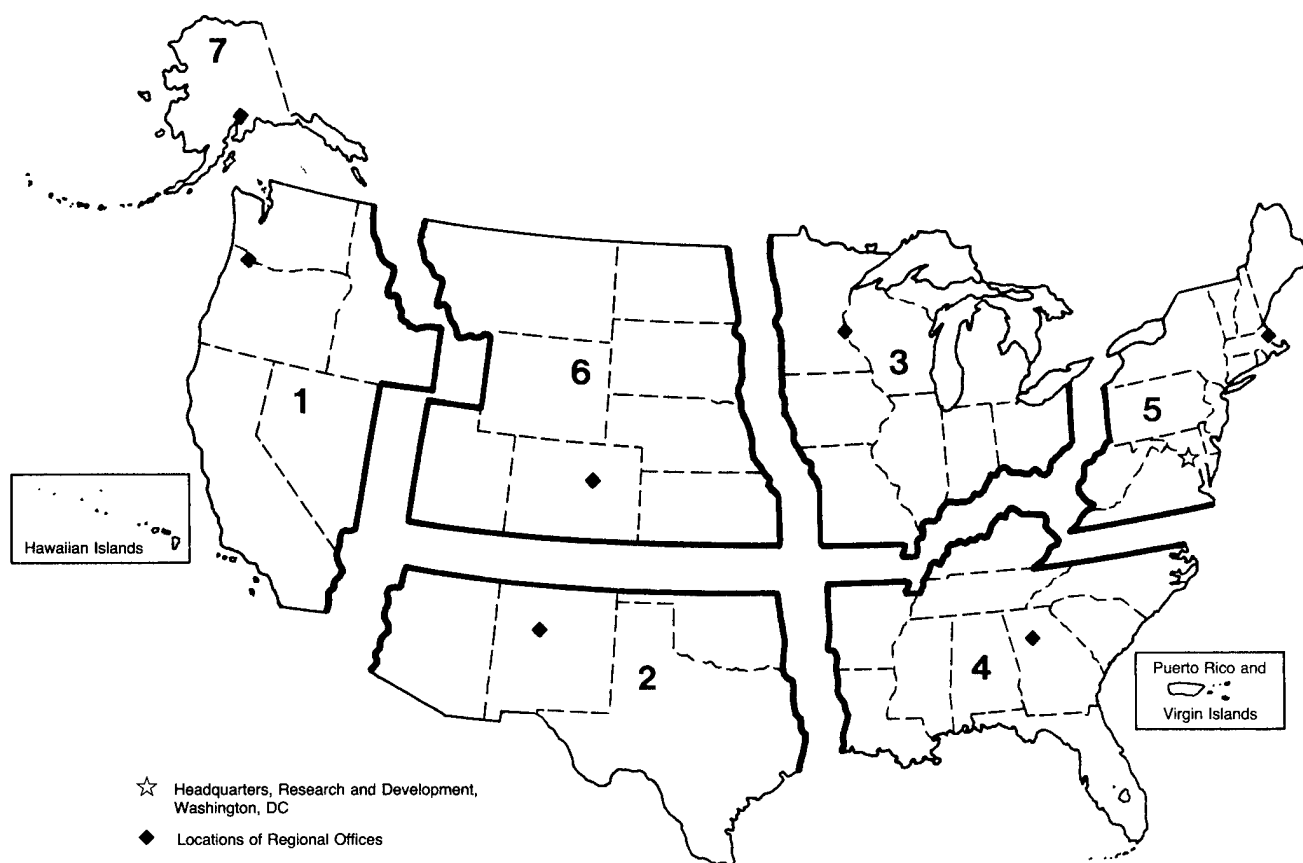 7
6
3
1
5
Hawaiian Islands
2
4
Puerto Rico and
Virgin Islands
☆ Headquarters, Research and Development,
Washington, DC
◆ Locations of Regional Offices